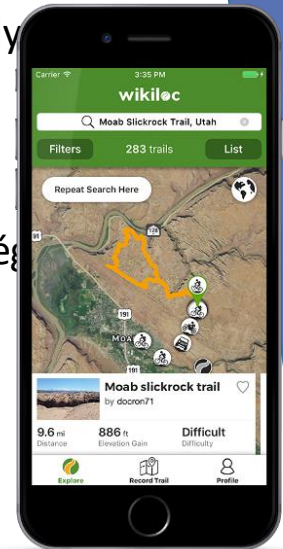 y
Carrier 3:35 PM
wikiloc
Moab Slickrock Trail, Utah
Filters 283 trails List
Repeat Search Here
128
191
191
MOA
Moab slickrock trail
by docron71
9.6 mi 886 ft Difficult
Distance Elevation Gain Difficulty
Explore Record Trail Profile